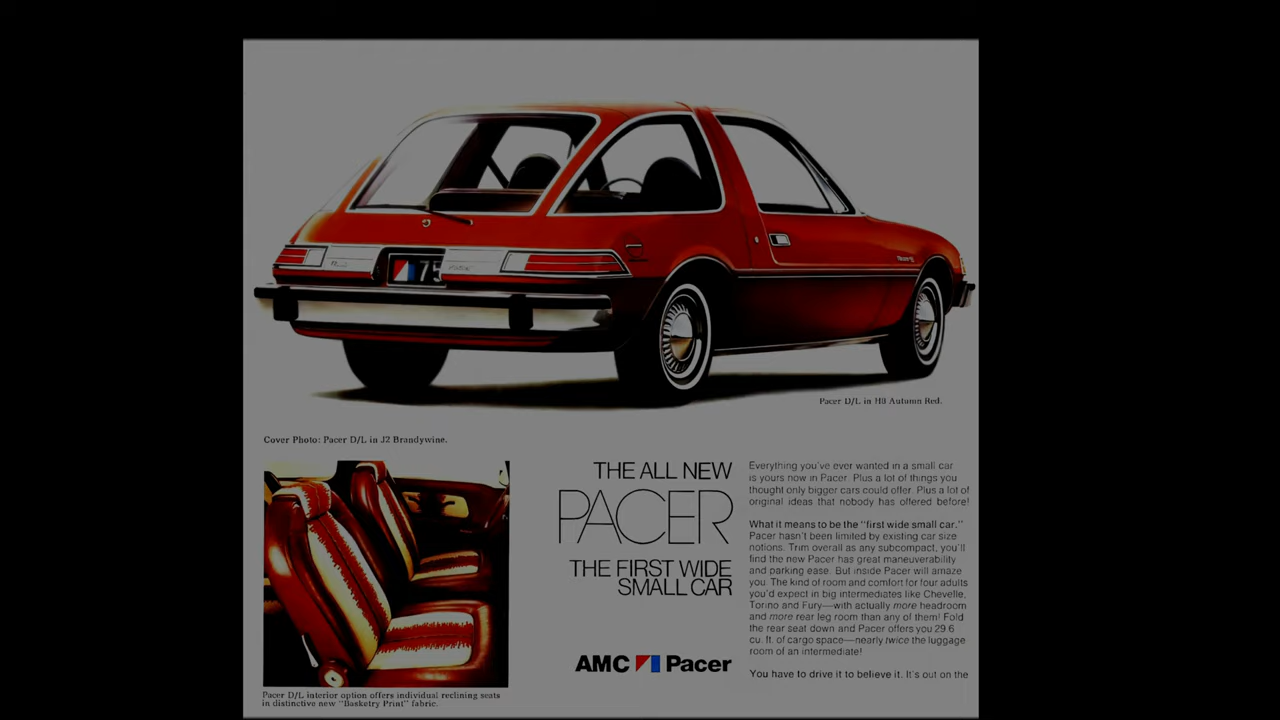 75
Pacer D/L in H8 Autumn Red.
Cover Photo: Pacer D/L in J2 Brandywine.
Pacer D/L interior option offers individual reclining seats
in distinctive new "Basketry Print" fabric.
THE ALL NEW
PACER
THE FIRST WIDE
SMALL CAR
AMC Pacer
Everything you've ever wanted in a small car
is yours now in Pacer. Plus a lot of things you
thought only bigger cars could offer. Plus a lot of
original ideas that nobody has offered before!
What it means to be the "first wide small car."
Pacer hasn't been limited by existing car size
notions. Trim overall as any subcompact, you'll
find the new Pacer has great maneuverability
and parking ease. But inside Pacer will amaze
you. The kind of room and comfort for four adults
you'd expect in big intermediates like Chevelle,
Torino and Fury—with actually more headroom
and more rear leg room than any of them! Fold
the rear seat down and Pacer offers you 29.6
cu. ft. of cargo space—nearly twice the luggage
room of an intermediate!
You have to drive it to believe it. It's out on the